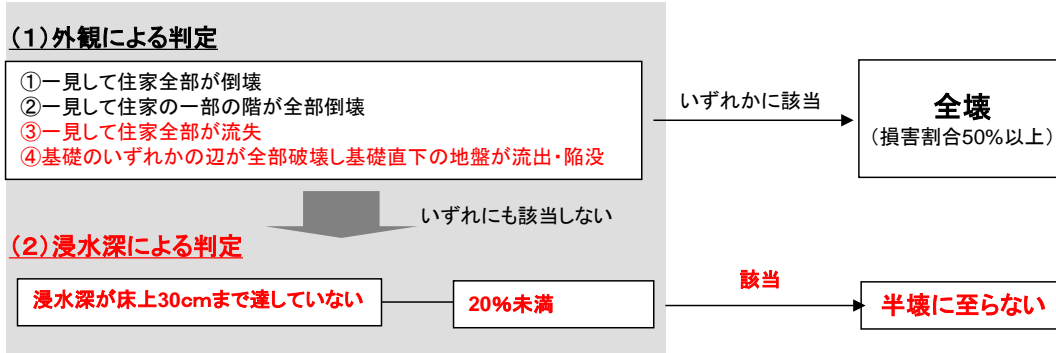 (1)外観による判定
①一見して住家全部が倒壊
②一見して住家の一部の階が全部倒壊
③一見して住家全部が流失
④基礎のいずれかの辺が全部破壊し基礎直下の地盤が流出・陥没
いずれかに該当
全壊
(損害割合50%以上)
いずれにも該当しない
(2)浸水深による判定
浸水深が床上30cmまで達していない
20%未満
該当
半壊に至らない